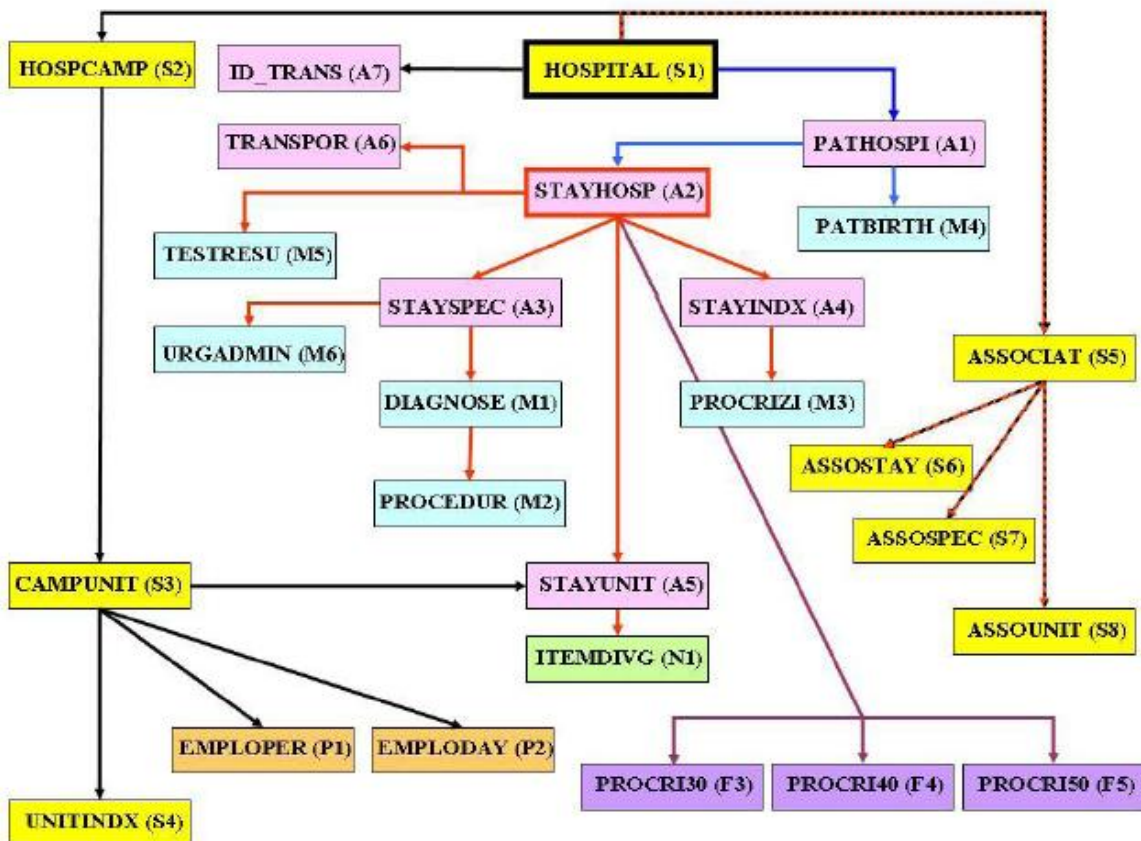 HOSPCAMP (S2)
ID_TRANS (A7)
HOSPITAL (S1)
TRANSPOR (A6)
PATHOSPI (A1)
STAYHOSP (A2)
PATBIRTH (M4)
TESTRESU (M5)
STAYSPEC (A3)
STAYINDX (A4)
URGADMIN (M6)
ASSOCIAT (S5)
DIAGNOSE (M1)
PROCRIZI (M3)
ASSOSTAY (S6)
PROCEDUR (M2)
ASSOSPEC (S7)
CAMPUNIT (S3)
STAYUNIT (A5)
ASSOUNIT (S8)
ITEMDIVG (N1)
EMPLOPER (P1)
EMPLODAY (P2)
PROCRI30 (F3)
PROCRI40 (F4)
PROCRI50 (F5)
UNITINDX (S4)